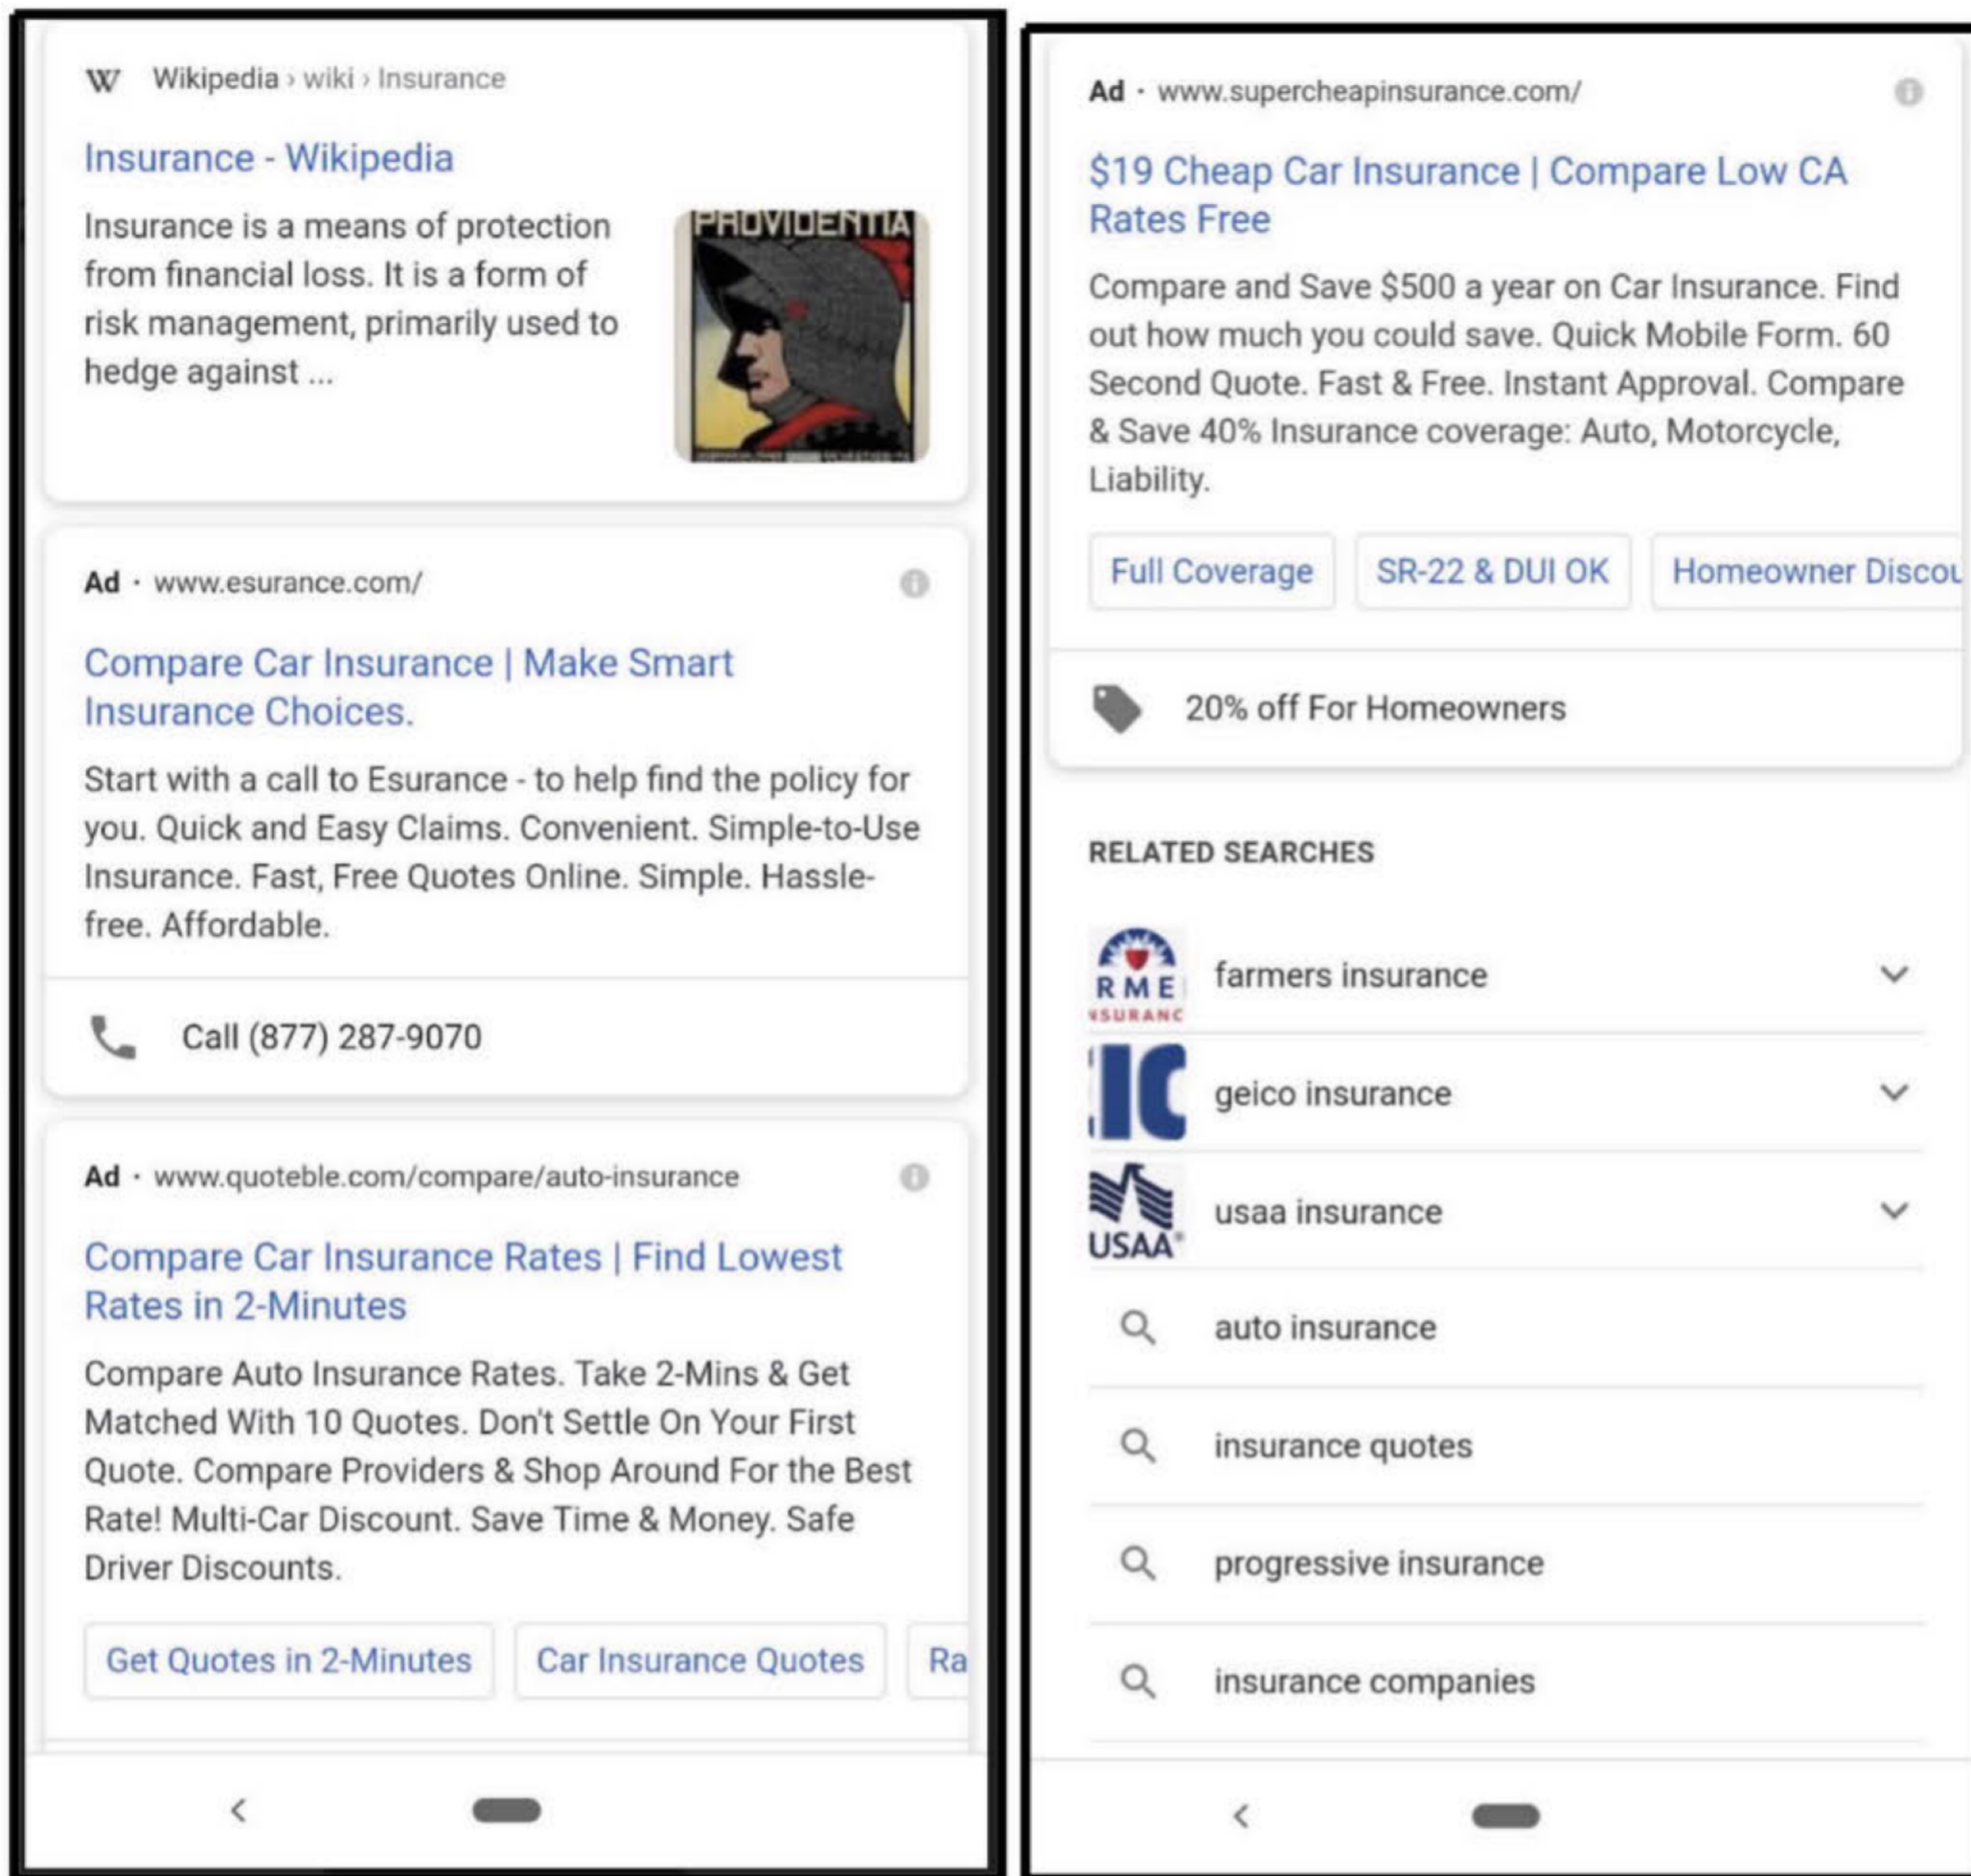 W Wikipedia › wiki › Insurance
Insurance - Wikipedia
Insurance is a means of protection
from financial loss. It is a form of
risk management, primarily used to
hedge against ...
PROVIDENTIA
Ad · www.esurance.com/
Compare Car Insurance | Make Smart
Insurance Choices.
Start with a call to Esurance - to help find the policy for
you. Quick and Easy Claims. Convenient. Simple-to-Use
Insurance. Fast, Free Quotes Online. Simple. Hassle-
free. Affordable.
Call (877) 287-9070
Ad · www.quoteble.com/compare/auto-insurance
Compare Car Insurance Rates | Find Lowest
Rates in 2-Minutes
Compare Auto Insurance Rates. Take 2-Mins & Get
Matched With 10 Quotes. Don't Settle On Your First
Quote. Compare Providers & Shop Around For the Best
Rate! Multi-Car Discount. Save Time & Money. Safe
Driver Discounts.
Get Quotes in 2-Minutes Car Insurance Quotes Ra
Ad · www.supercheapinsurance.com/
$19 Cheap Car Insurance | Compare Low CA
Rates Free
Compare and Save $500 a year on Car Insurance. Find
out how much you could save. Quick Mobile Form. 60
Second Quote. Fast & Free. Instant Approval. Compare
& Save 40% Insurance coverage: Auto, Motorcycle,
Liability.
Full Coverage SR-22 & DUI OK Homeowner Discou
20% off For Homeowners
RELATED SEARCHES
RME
NSURANC
farmers insurance
IC
geico insurance
USAA®
usaa insurance
auto insurance
insurance quotes
progressive insurance
insurance companies